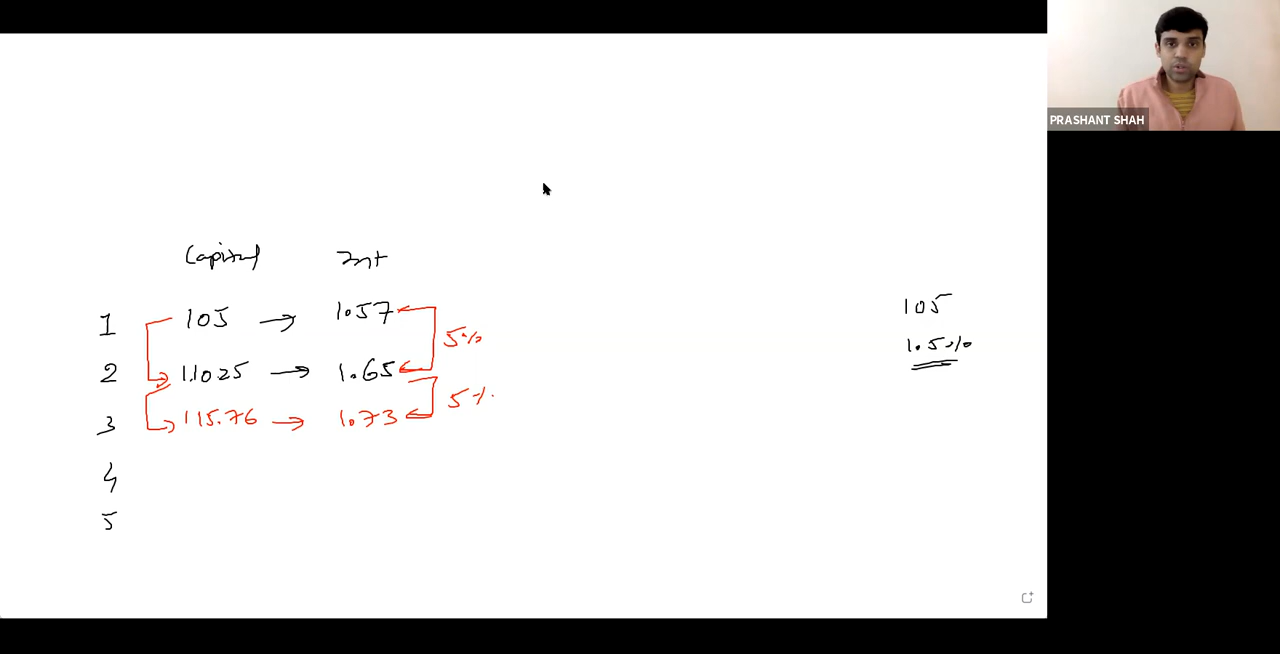 PRASHANT SHAH
Capital Int
1 105 → 1.57
5%
2 110.25 → 1.65
3 115.76 → 1.73
5%
4
5
105
1.5%